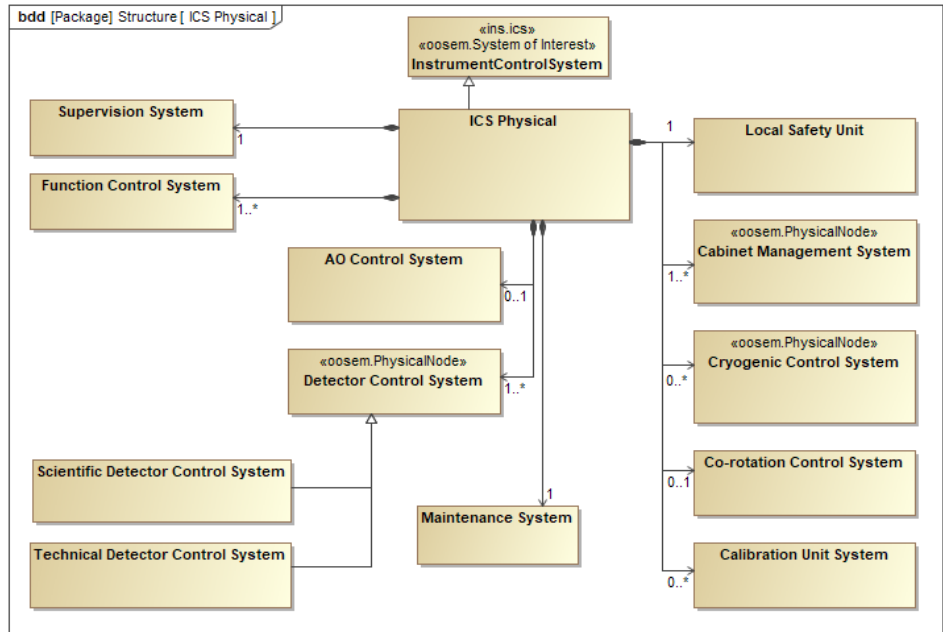 bdd [Package] Structure [ ICS Physical ]
«ins.ics»
«oosem.System of Interest»
InstrumentControlSystem
Supervision System
1
ICS Physical
1
Local Safety Unit
Function Control System
1..*
«oosem.PhysicalNode»
Cabinet Management System
1..*
AO Control System
0..1
«oosem.PhysicalNode»
Detector Control System
1..*
«oosem.PhysicalNode»
Cryogenic Control System
0..*
Scientific Detector Control System
Co-rotation Control System
0..1
1
Maintenance System
Technical Detector Control System
Calibration Unit System
0..*